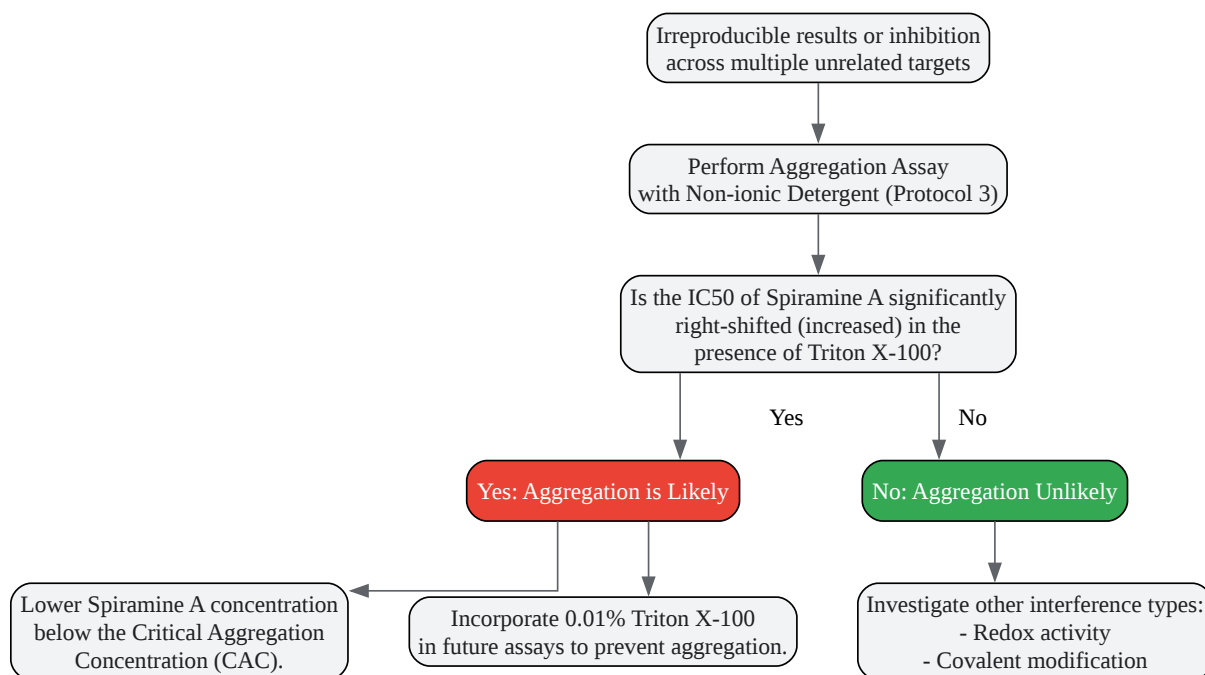 Irreproducible results or inhibition
across multiple unrelated targets
Perform Aggregation Assay
with Non-ionic Detergent (Protocol 3)
Is the IC50 of Spiramine A significantly
right-shifted (increased) in the
presence of Triton X-100?
Yes
No
Yes: Aggregation is Likely
No: Aggregation Unlikely
Lower Spiramine A concentration
below the Critical Aggregation
Concentration (CAC).
Incorporate 0.01% Triton X-100
in future assays to prevent aggregation.
Investigate other interference types:
- Redox activity
- Covalent modification